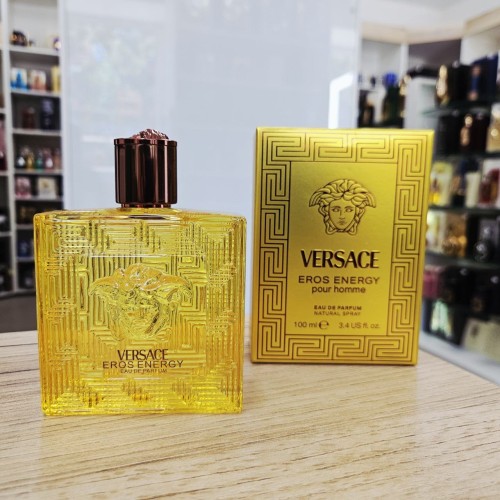 VERSACE
EROS ENERGY
EAU DE PARFUM
VERSACE
EROS ENERGY
pour homme
EAU DE PARFUM
NATURAL SPRAY
100 ml ℮ 3.4 US fl. oz.